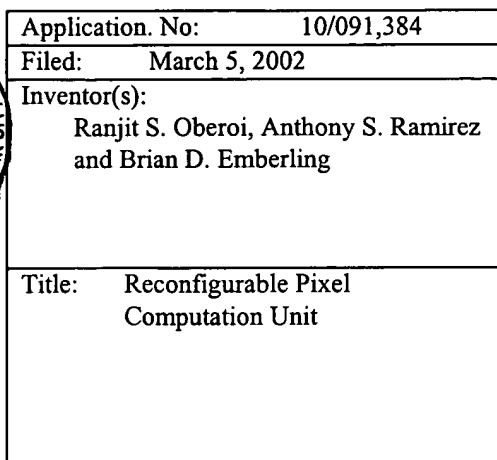 Application. No: 10/091,384
Filed: March 5, 2002
Inventor(s):
Ranjit S. Oberoi, Anthony S. Ramirez
and Brian D. Emberling
Title: Reconfigurable Pixel
Computation Unit